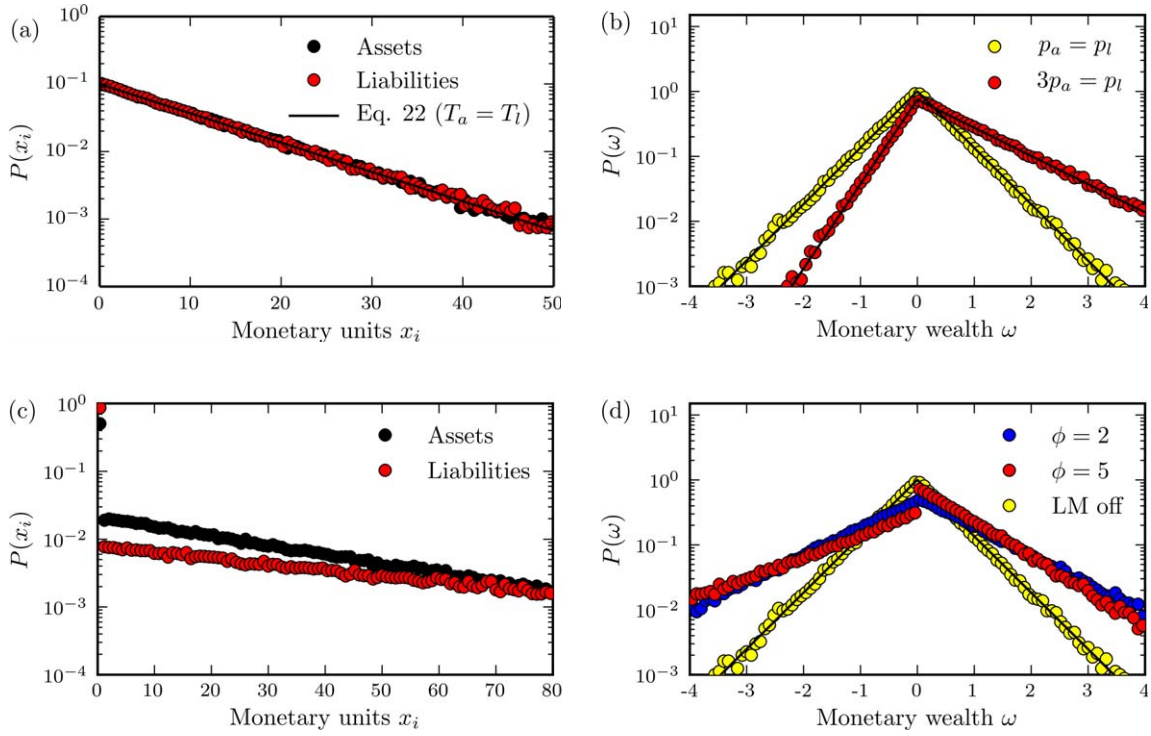 (a)
10^0
10^-1
10^-2
10^-3
10^-4
P(x_i)
Assets
Liabilities
Eq. 22 (T_a = T_l)
0 10 20 30 40 50
Monetary units x_i
(b)
10^1
10^0
10^-1
10^-2
10^-3
P(ω)
p_a = p_l
3p_a = p_l
-4 -3 -2 -1 0 1 2 3 4
Monetary wealth ω
(c)
10^0
10^-1
10^-2
10^-3
10^-4
P(x_i)
Assets
Liabilities
0 10 20 30 40 50 60 70 80
Monetary units x_i
(d)
10^1
10^0
10^-1
10^-2
10^-3
P(ω)
ϕ = 2
ϕ = 5
LM off
-4 -3 -2 -1 0 1 2 3 4
Monetary wealth ω